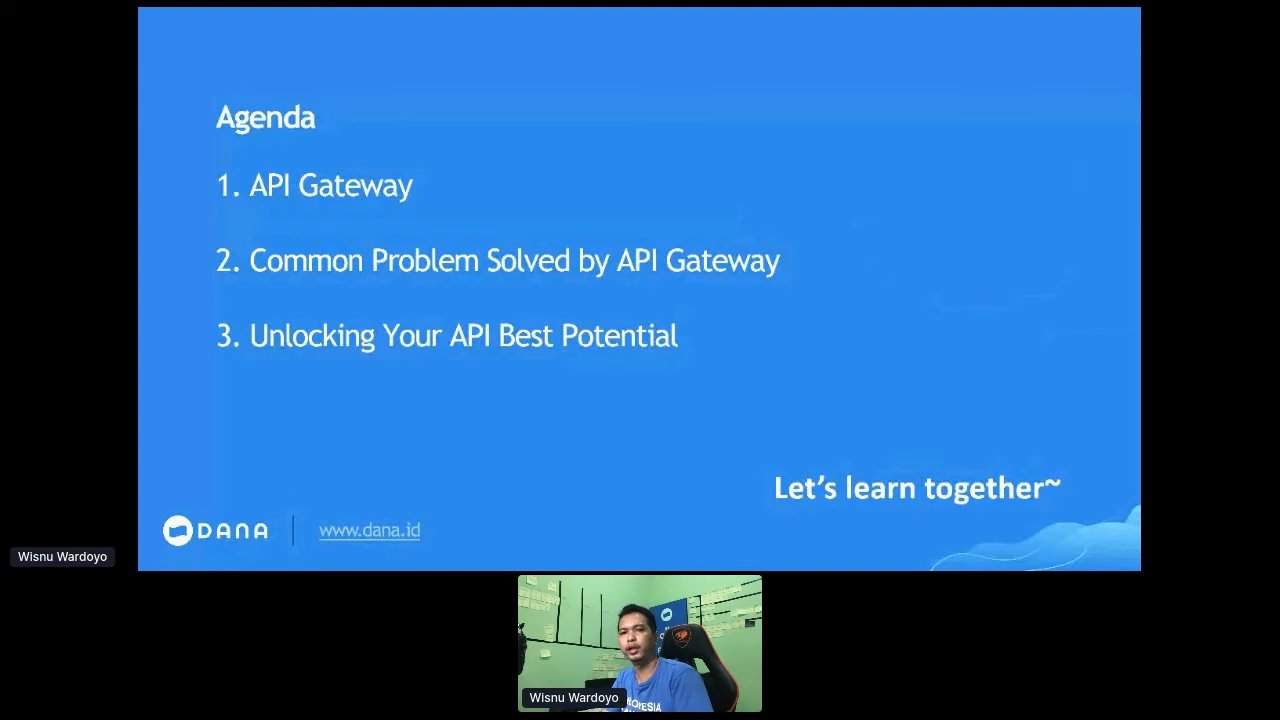 Agenda
1. API Gateway
2. Common Problem Solved by API Gateway
3. Unlocking Your API Best Potential
Let's learn together~
DANA
www.dana.id
Wisnu Wardoyo
Wisnu Wardoyo